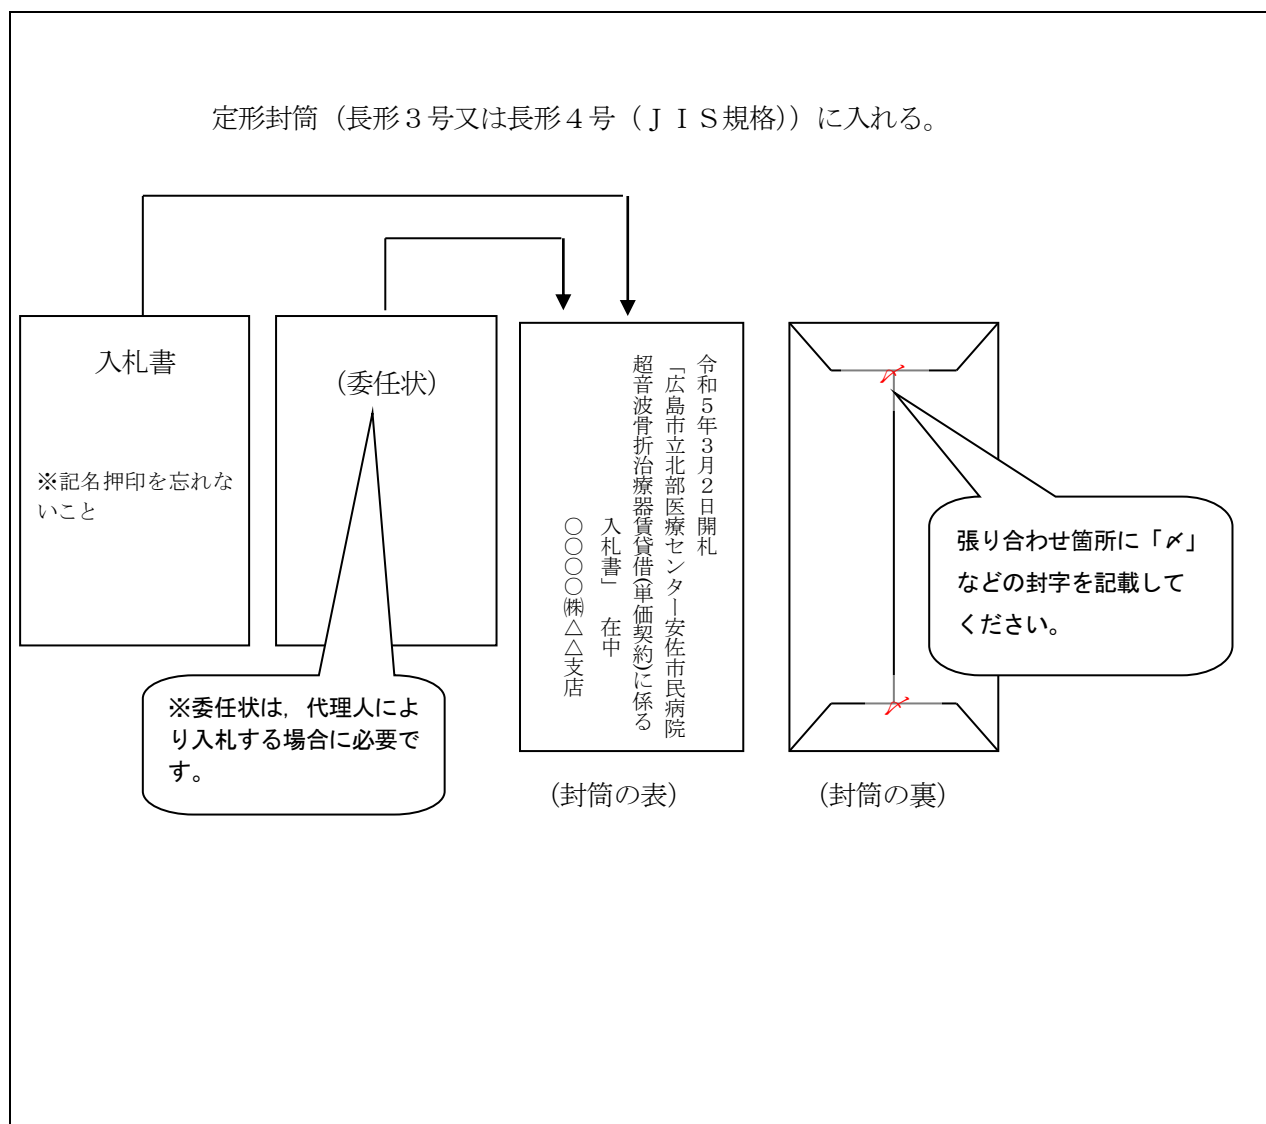 定形封筒（長形３号又は長形４号（ＪＩＳ規格））に入れる。
入札書
※記名押印を忘れな
いこと
（委任状）
※委任状は，代理人によ
り入札する場合に必要で
す。
令和５年３月２日開札
「広島市立北部医療センター安佐市民病院
超音波骨折治療器賃貸借(単価契約)に係る
入札書」　在中
○○○○㈱△△支店
（封筒の表）
〆
〆
張り合わせ箇所に「〆」
などの封字を記載して
ください。
（封筒の裏）